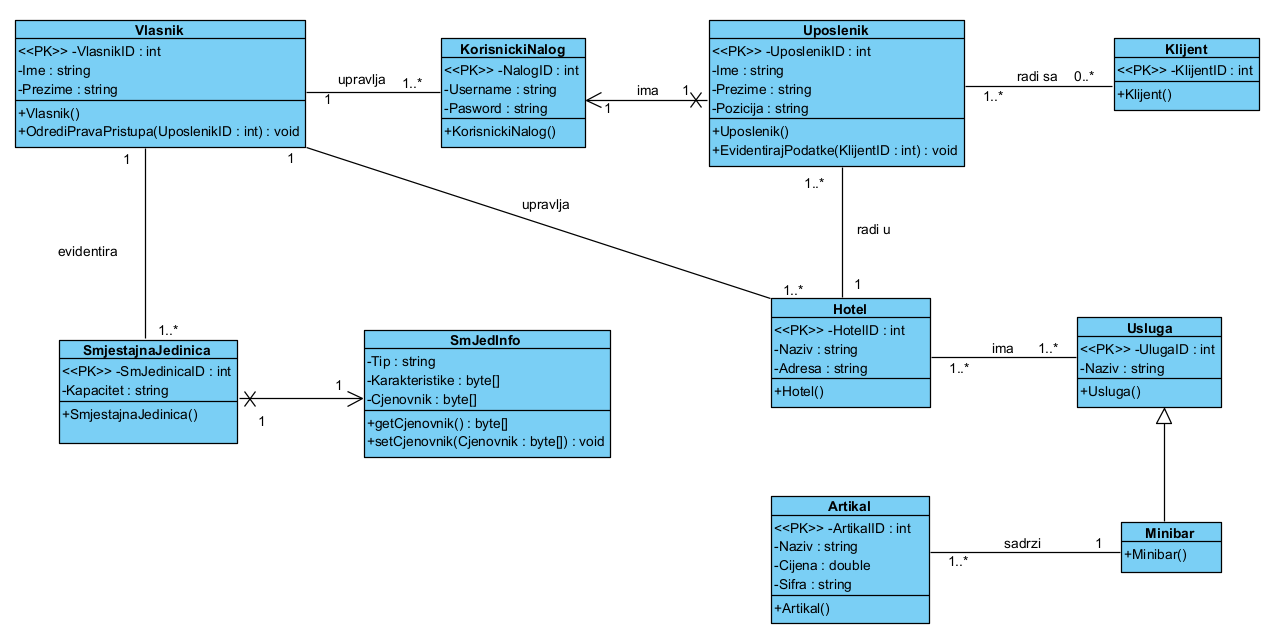 Vlasnik
<<PK>> -VlasnikID : int
-Ime : string
-Prezime : string
+Vlasnik()
+OdrediPravaPristupa(UposlenikID : int) : void
upravlja
1
1..*
KorisnickiNalog
<<PK>> -NalogID : int
-Username : string
-Pasword : string
+KorisnickiNalog()
ima
1
1
Uposlenik
<<PK>> -UposlenikID : int
-Ime : string
-Prezime : string
-Pozicija : string
+Uposlenik()
+EvidentirajPodatke(KlijentID : int) : void
radi sa
0..*
1..*
Klijent
<<PK>> -KlijentID : int
+Klijent()
1
1
upravlja
1..*
1..*
radi u
1
evidentira
1..*
SmjestajnaJedinica
<<PK>> -SmJedinicaID : int
-Kapacitet : string
+SmjestajnaJedinica()
1
1
SmJedInfo
-Tip : string
-Karakteristike : byte[]
-Cjenovnik : byte[]
+getCjenovnik() : byte[]
+setCjenovnik(Cjenovnik : byte[]) : void
Hotel
<<PK>> -HotelID : int
-Naziv : string
-Adresa : string
+Hotel()
ima
1..*
1..*
Usluga
<<PK>> -UlugaID : int
-Naziv : string
+Usluga()
Artikal
<<PK>> -ArtikalID : int
-Naziv : string
-Cijena : double
-Sifra : string
+Artikal()
sadrzi
1
1..*
Minibar
+Minibar()